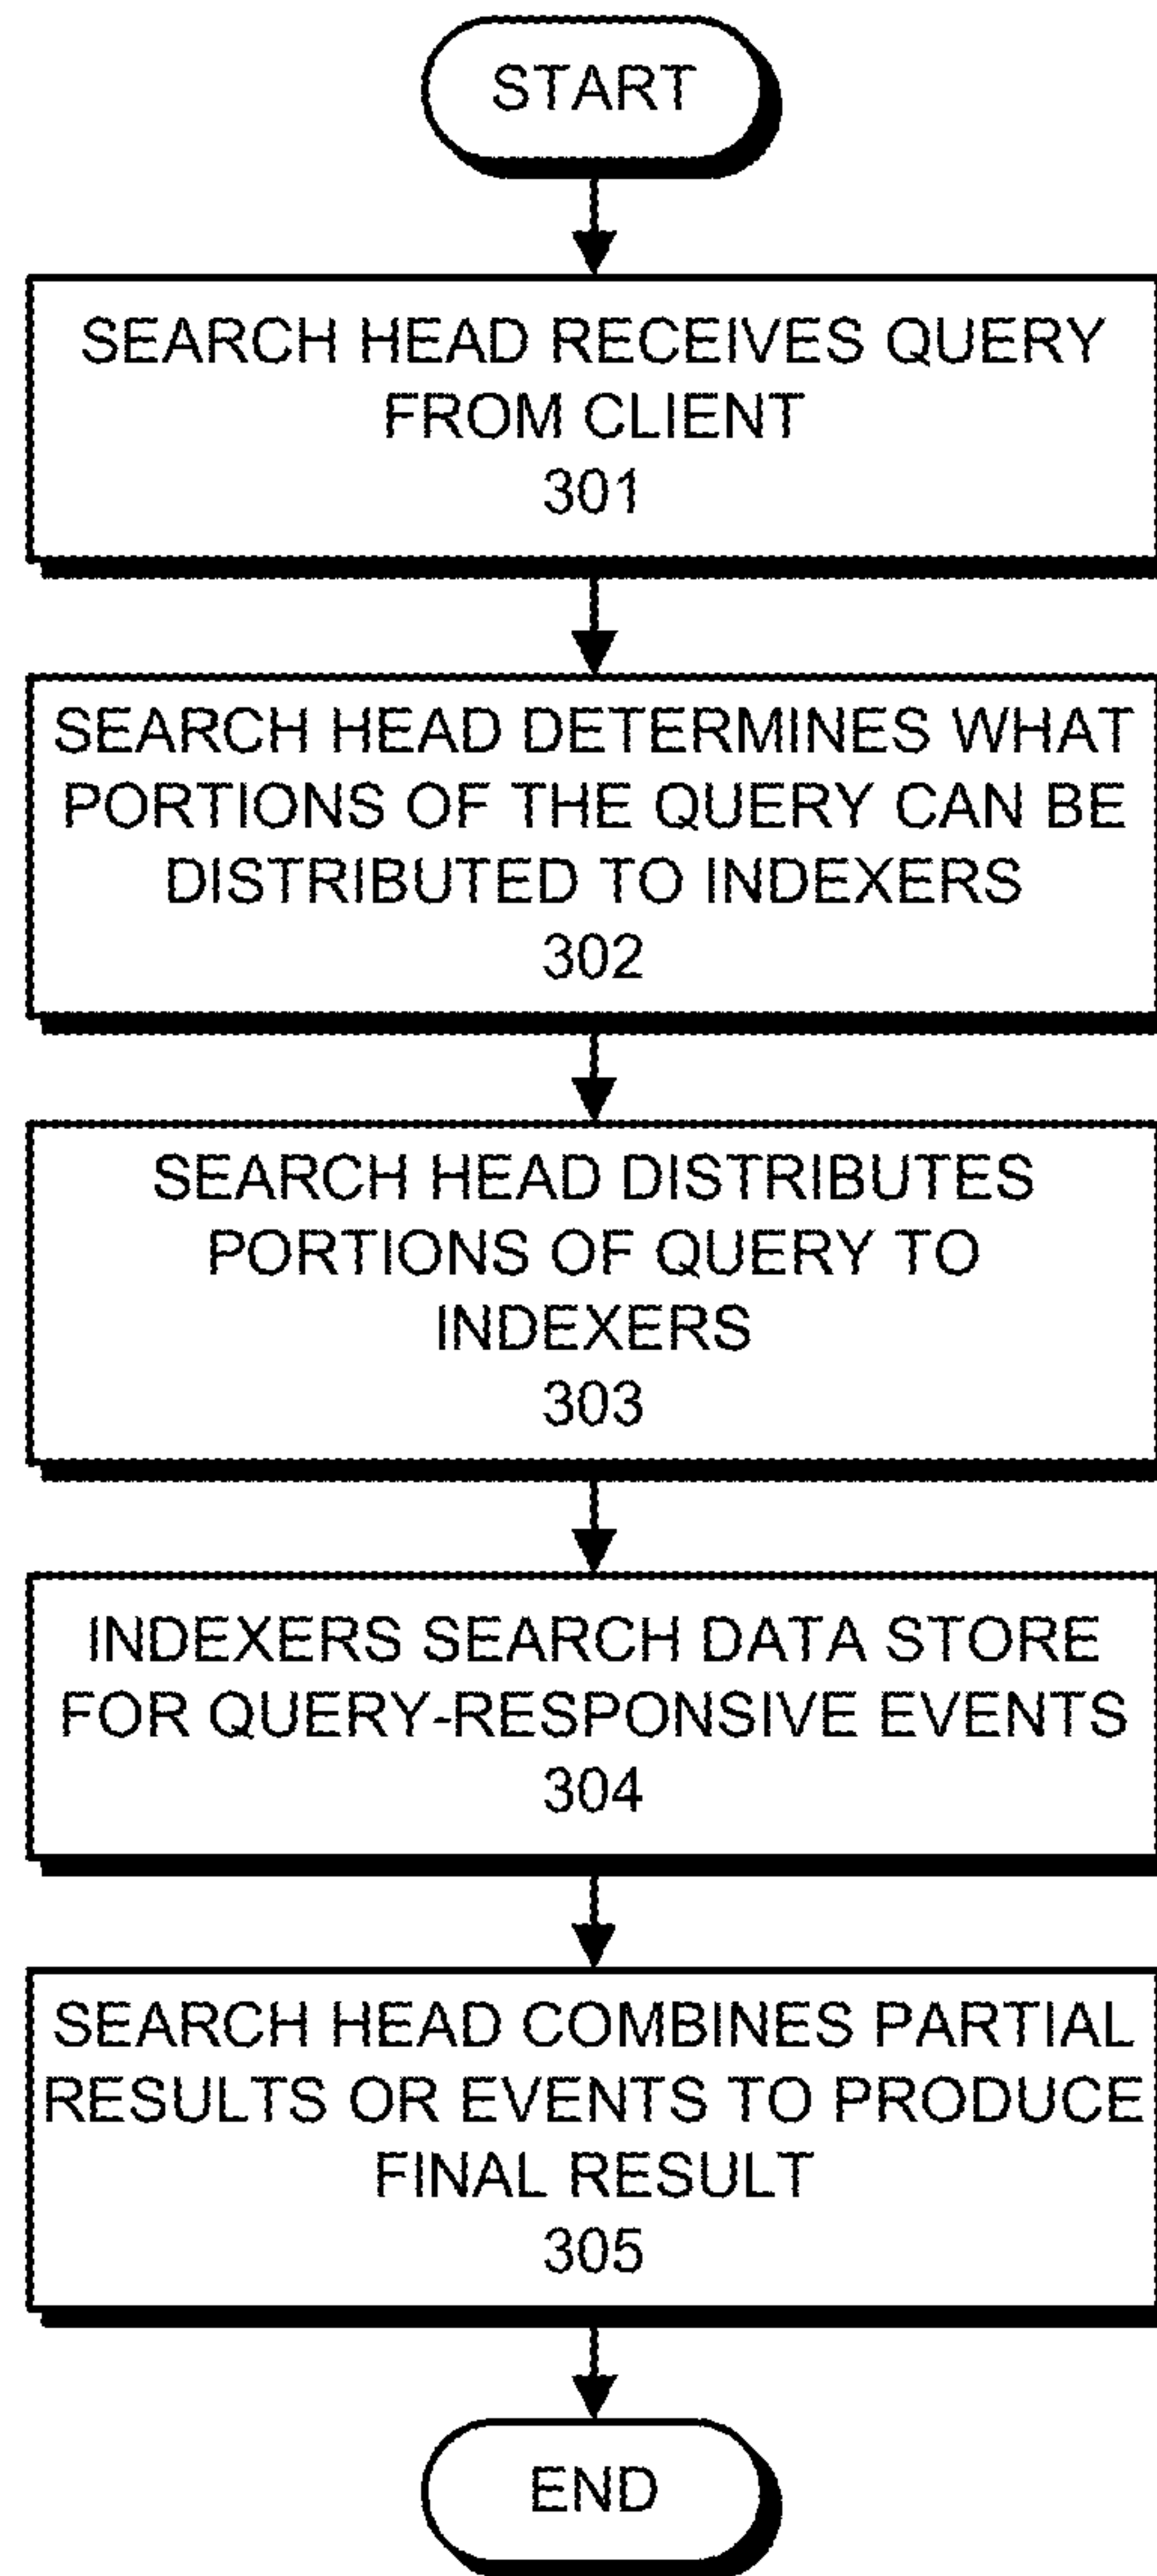 START
SEARCH HEAD RECEIVES QUERY
FROM CLIENT
301
SEARCH HEAD DETERMINES WHAT
PORTIONS OF THE QUERY CAN BE
DISTRIBUTED TO INDEXERS
302
SEARCH HEAD DISTRIBUTES
PORTIONS OF QUERY TO
INDEXERS
303
INDEXERS SEARCH DATA STORE
FOR QUERY-RESPONSIVE EVENTS
304
SEARCH HEAD COMBINES PARTIAL
RESULTS OR EVENTS TO PRODUCE
FINAL RESULT
305
END